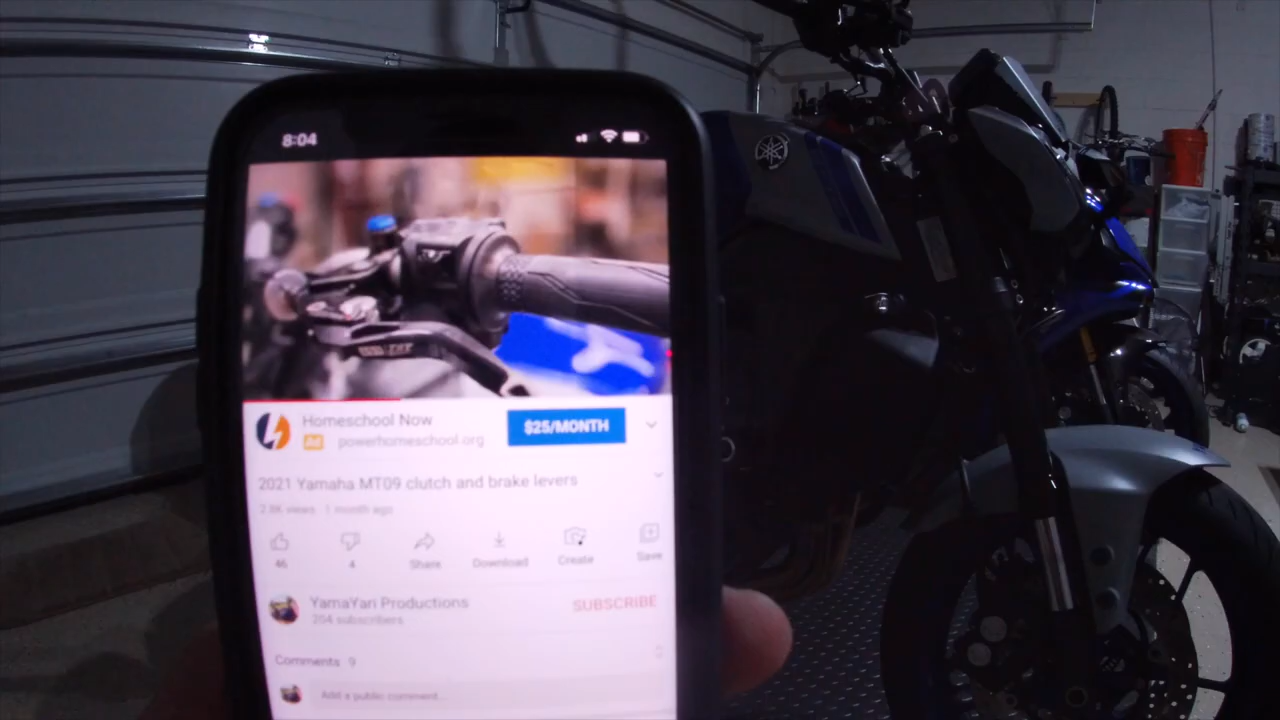 8:04
Homeschool Now
$25/MONTH
Ad
powerhomeschool.org
2021 Yamaha MT09 clutch and brake levers
2.8K views · 1 month ago
46
4
Share
Download
Create
Save
YamaYari Productions
SUBSCRIBE
204 subscribers
Comments 9
Add a public comment...